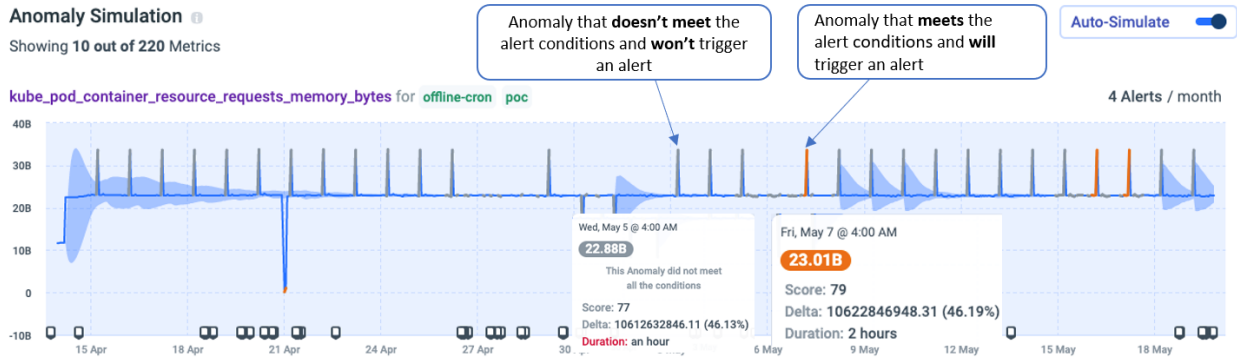 Anomaly Simulation
Showing 10 out of 220 Metrics
Anomaly that doesn't meet the
alert conditions and won't trigger
an alert
Anomaly that meets the
alert conditions and will
trigger an alert
Auto-Simulate
kube_pod_container_resource_requests_memory_bytes for offline-cron poc
4 Alerts / month
40B
30B
20B
10B
0
-10B
Wed, May 5 @ 4:00 AM
22.88B
This Anomaly did not meet
all the conditions
Score: 77
Delta: 10612632846.11 (46.13%)
Duration: an hour
Fri, May 7 @ 4:00 AM
23.01B
Score: 79
Delta: 10622846948.31 (46.19%)
Duration: 2 hours
15 Apr 18 Apr 21 Apr 24 Apr 27 Apr 30 6 May 9 May 12 May 15 May 18 May